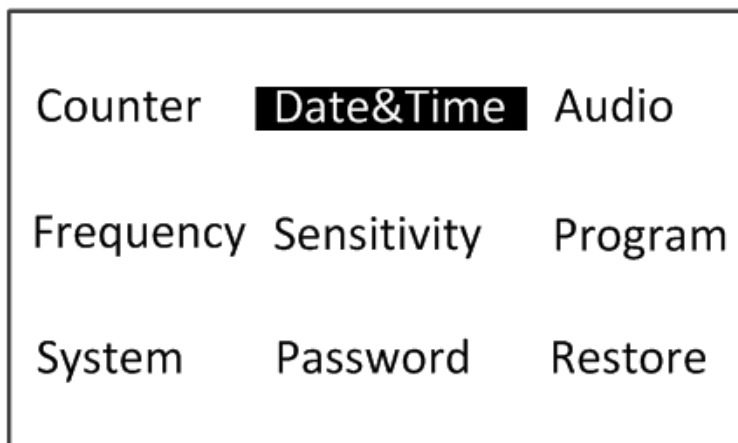 Counter Date&Time Audio
Frequency Sensitivity Program
System Password Restore